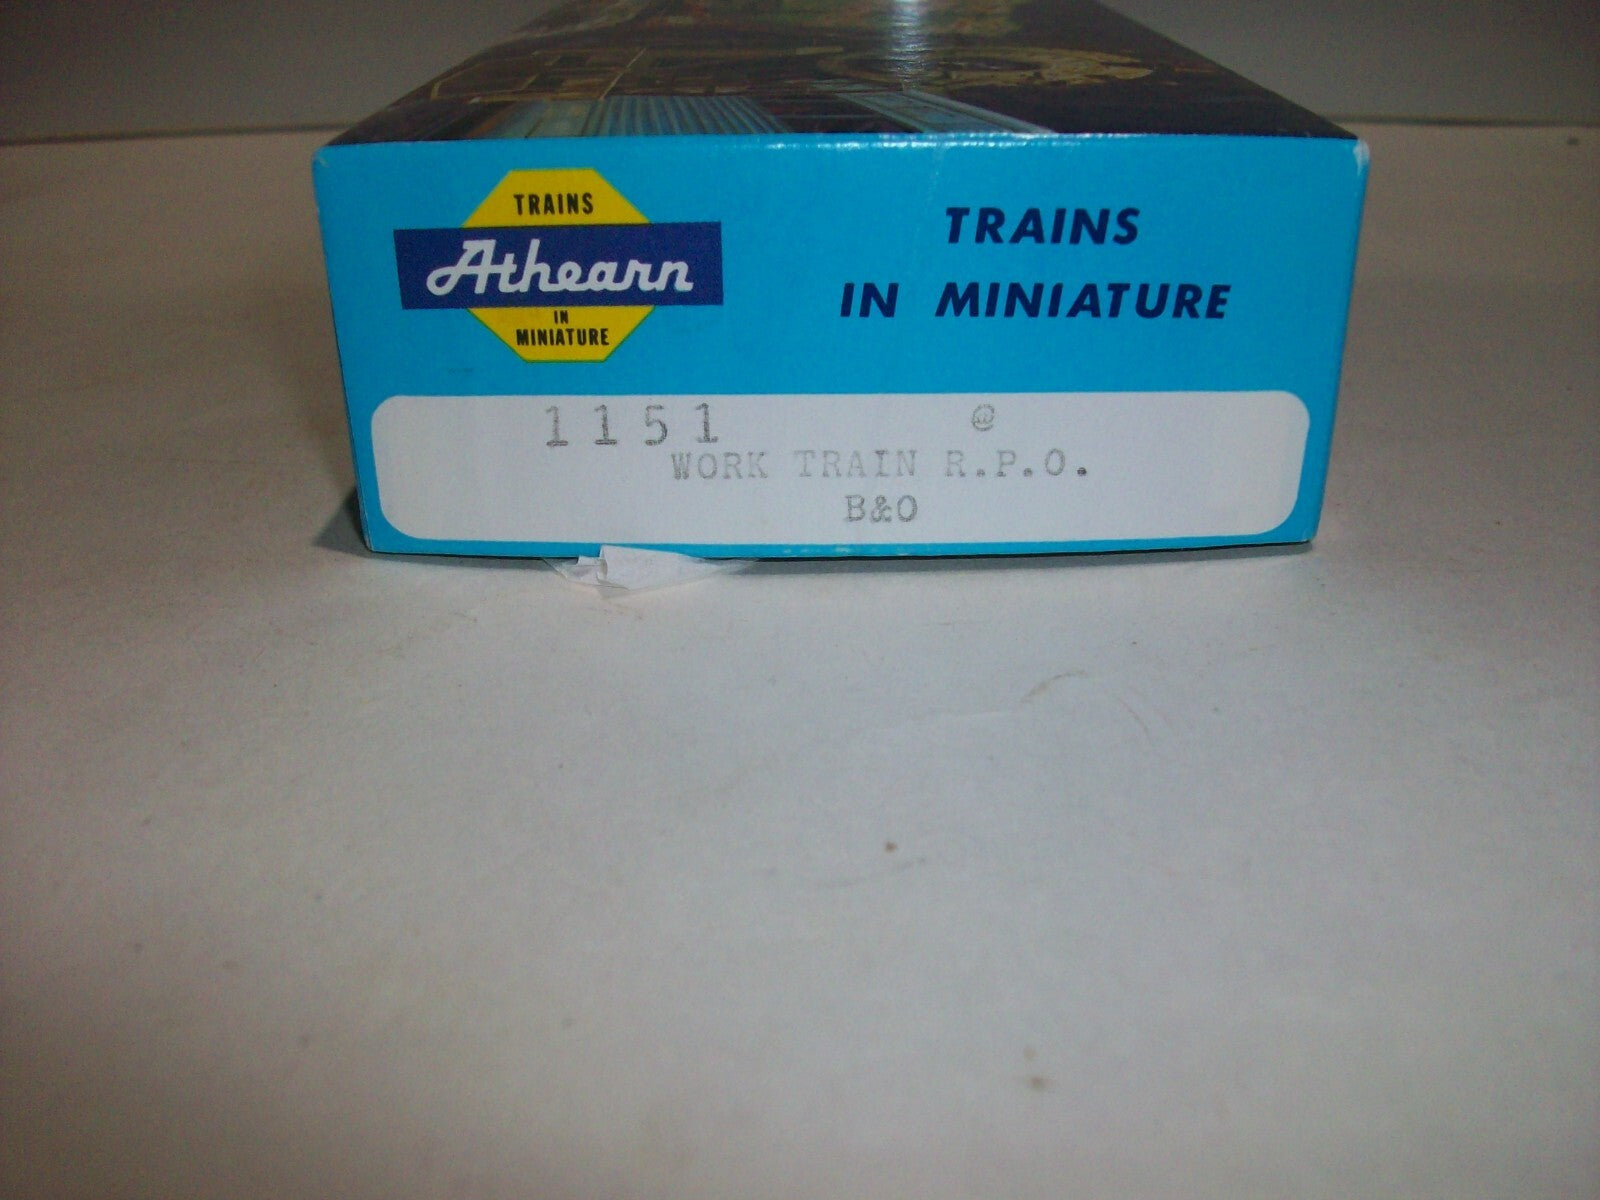 TRAINS
Athearn
IN
MINIATURE
TRAINS
IN MINIATURE
1151 @
WORK TRAIN R.P.O.
B&O